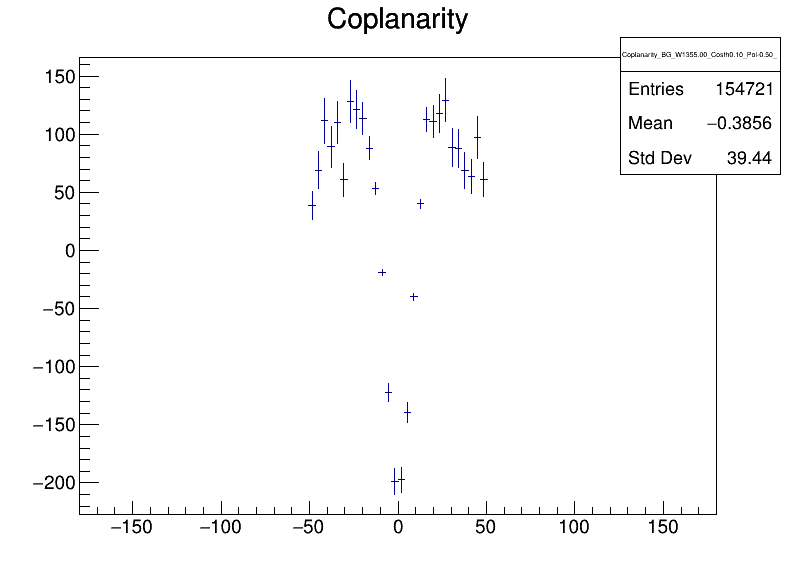 Coplanarity
Coplanarity_BG_W1355.00_Costh0.10_Pol-0.50_
Entries 154721
Mean −0.3856
Std Dev 39.44
150
100
50
0
−50
−100
−150
−200
−150 −100 −50 0 50 100 150